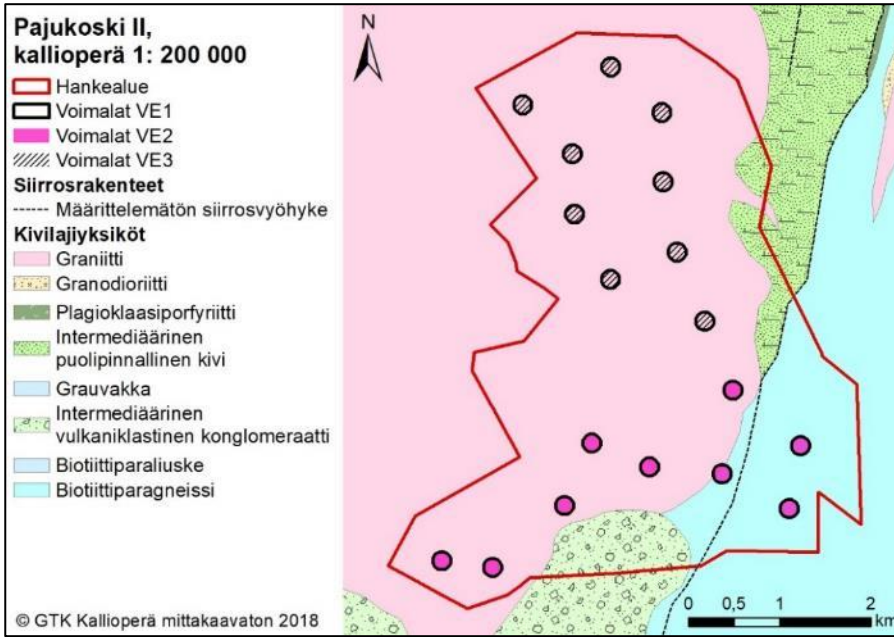 Pajukoski II,
kallioperä 1: 200 000
Hankealue
Voimalat VE1
Voimalat VE2
Voimalat VE3
Siirrosrakenteet
Määrittelemätön siirrosvyöhyke
Kivilajiyksiköt
Graniitti
Granodioriitti
Plagioklaasiporfyriitti
Intermediäärinen
puolipinnallinen kivi
Grauvakka
Intermediäärinen
vulkaniklastinen konglomeraatti
Biotiittiparaliuske
Biotiittiparagneissi
© GTK Kallioperä mittakaavaton 2018
N
0 0,5 1 2
km